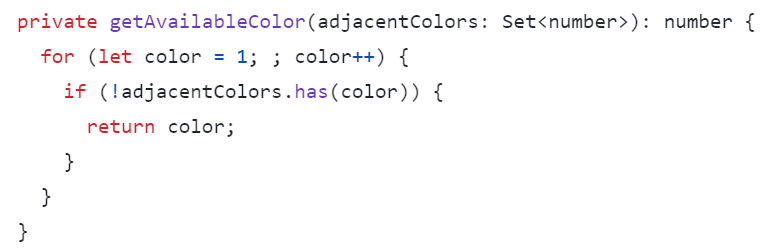 private getAvailableColor(adjacentColors: Set<number>): number {
  for (let color = 1; ; color++) {
    if (!adjacentColors.has(color)) {
      return color;
    }
  }
}